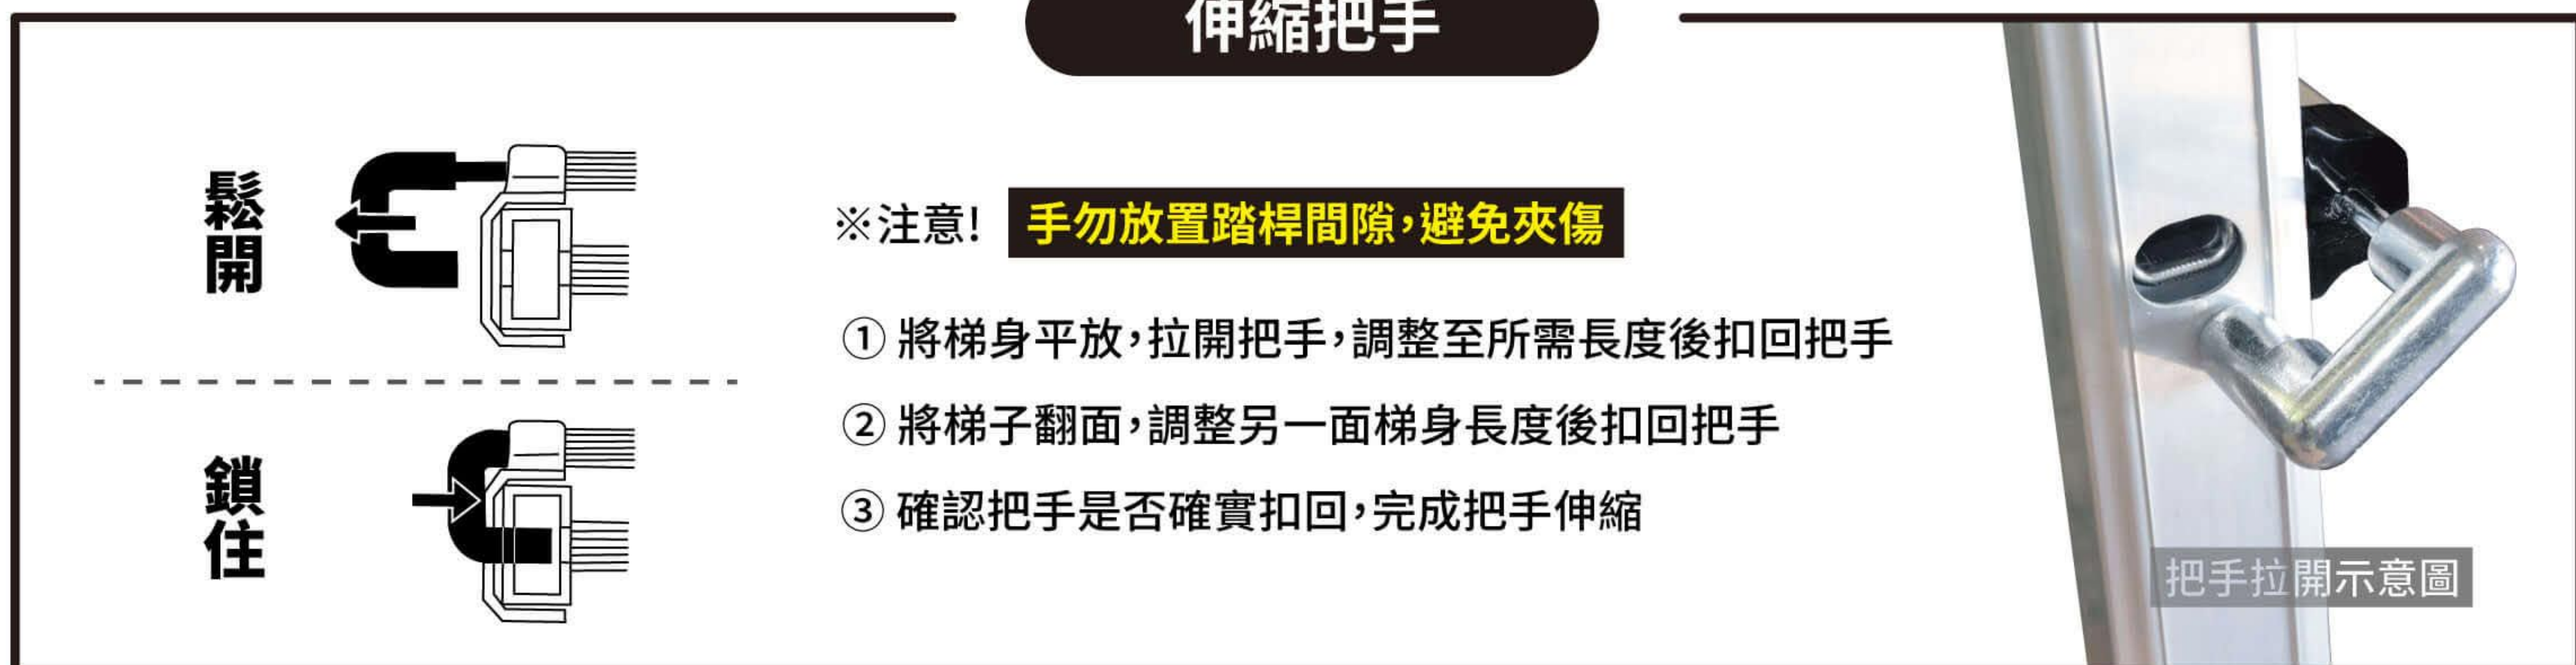 伸縮把手
鬆開
※注意! 手勿放置踏桿間隙,避免夾傷
① 將梯身平放,拉開把手,調整至所需長度後扣回把手
② 將梯子翻面,調整另一面梯身長度後扣回把手
鎖住
③ 確認把手是否確實扣回,完成把手伸縮
把手拉開示意圖